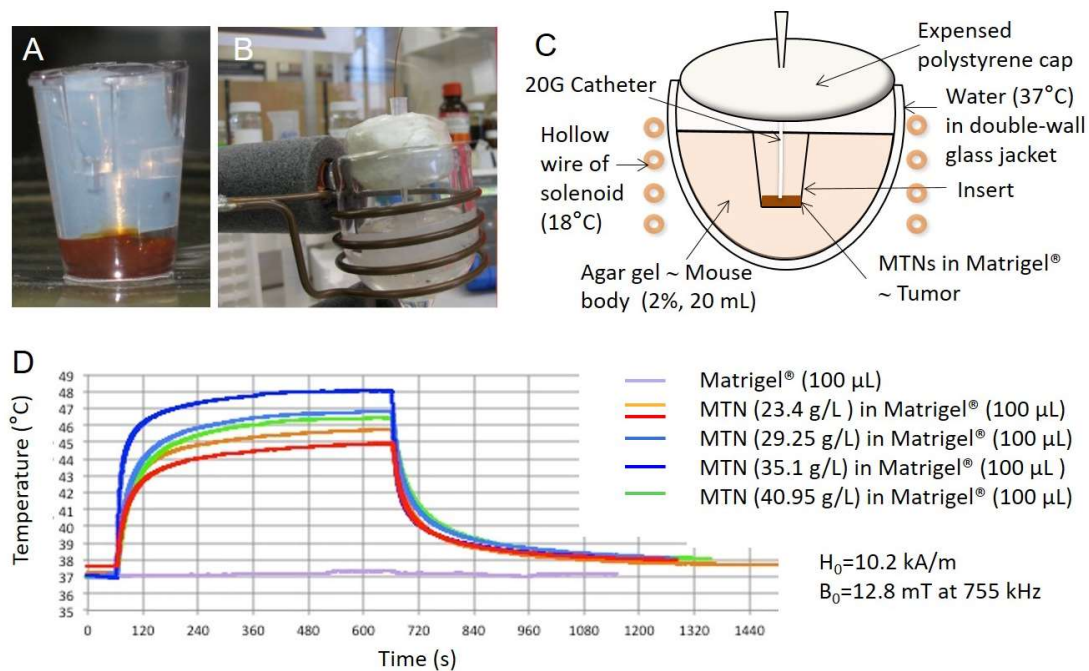 A
B
C
Expensed
polystyrene cap
20G Catheter
Water (37°C)
in double-wall
glass jacket
Hollow
wire of
solenoid
(18°C)
Insert
Agar gel ~ Mouse
body (2%, 20 mL)
MTNs in Matrigel®
~ Tumor
D
Temperature (°C)
49
48
47
46
45
44
43
42
41
40
39
38
37
35
0 120 240 360 480 600 720 840 960 1080 1200 1320 1440
Time (s)
Matrigel® (100 µL)
MTN (23.4 g/L ) in Matrigel® (100 µL)
MTN (29.25 g/L) in Matrigel® (100 µL)
MTN (35.1 g/L) in Matrigel® (100 µL )
MTN (40.95 g/L) in Matrigel® (100 µL)
H₀=10.2 kA/m
B₀=12.8 mT at 755 kHz